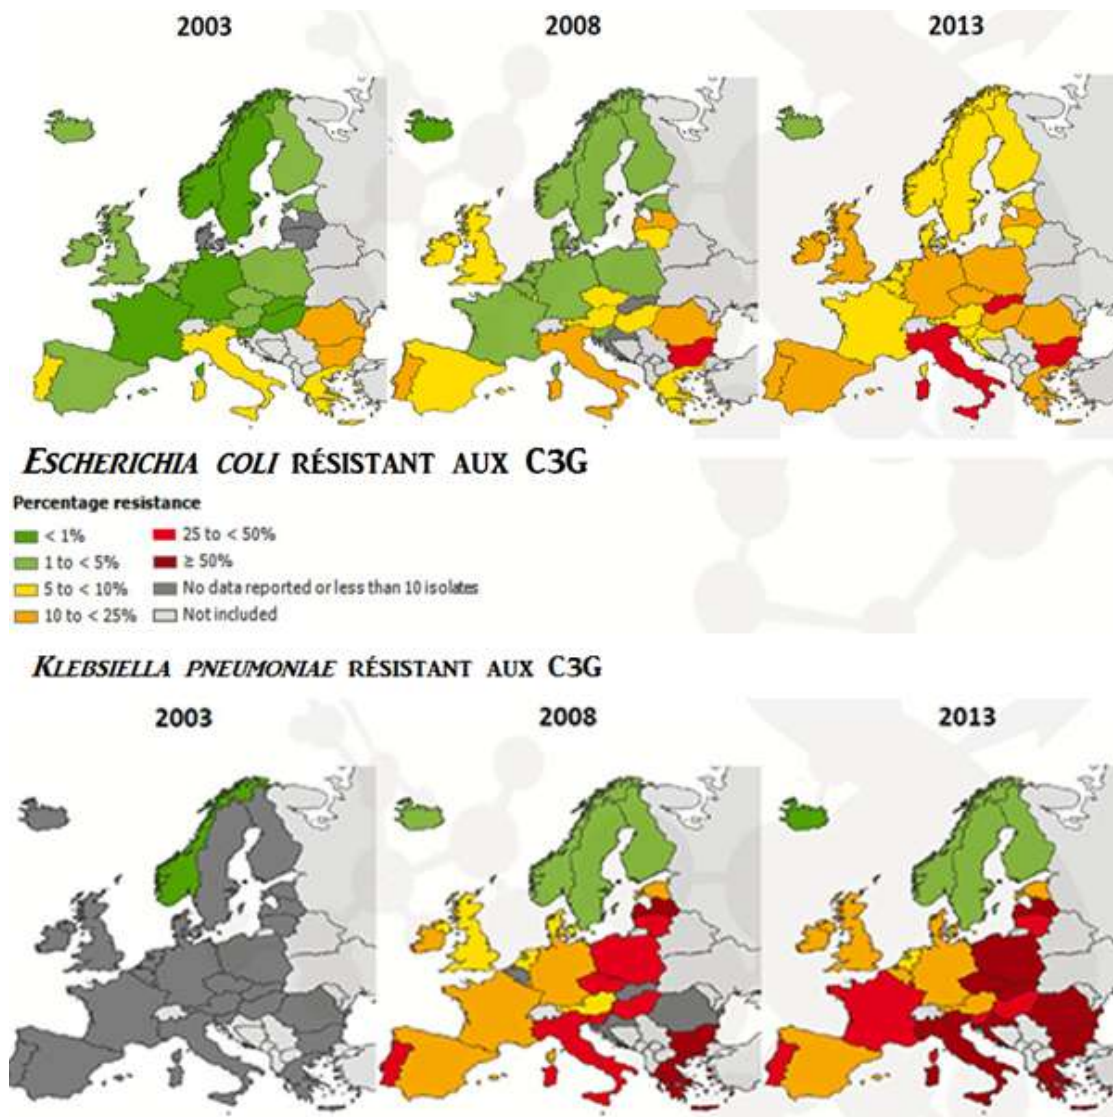 2003 2008 2013
ESCHERICHIA COLI RÉSISTANT AUX C3G
Percentage resistance
< 1% 25 to < 50%
1 to < 5% ≥ 50%
5 to < 10% No data reported or less than 10 isolates
10 to < 25% Not included
KLEBSIELLA PNEUMONIAE RÉSISTANT AUX C3G
2003 2008 2013